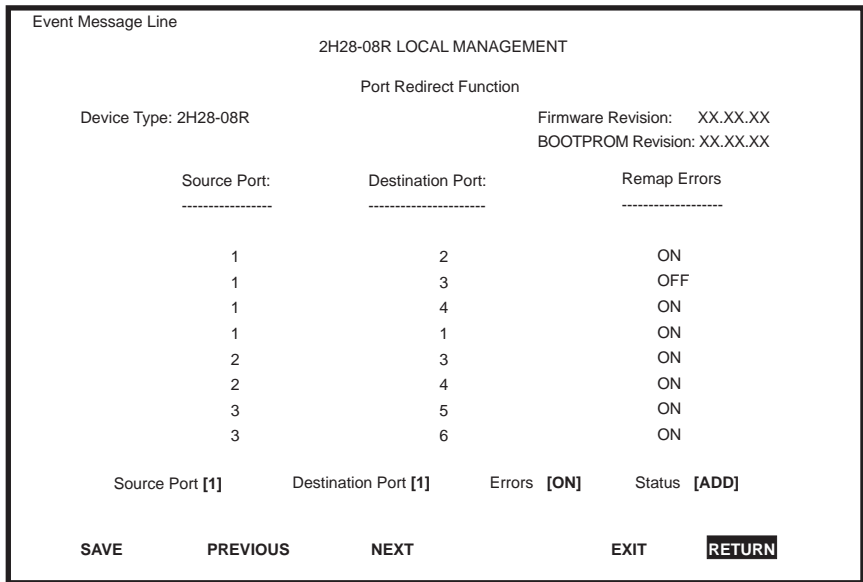 Event Message Line
2H28-08R LOCAL MANAGEMENT
Port Redirect Function
Device Type: 2H28-08R Firmware Revision: XX.XX.XX
BOOTPROM Revision: XX.XX.XX
Source Port: Destination Port: Remap Errors
----------------- ---------------------- -------------------
1 2 ON
1 3 OFF
1 4 ON
1 1 ON
2 3 ON
2 4 ON
3 5 ON
3 6 ON
Source Port [1] Destination Port [1] Errors [ON] Status [ADD]
SAVE PREVIOUS NEXT EXIT RETURN